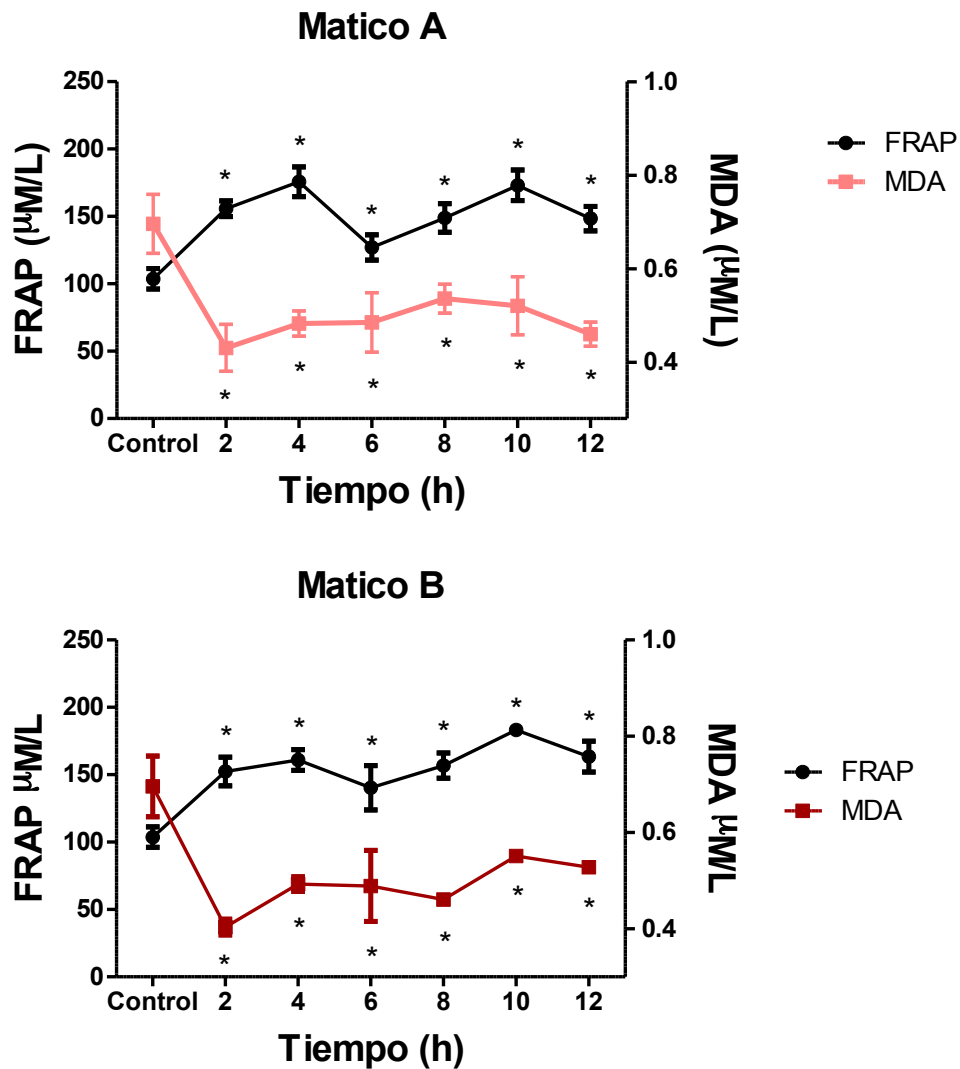 Matico A
250
200
150
100
50
0
FRAP (µM/L)
* * * * * *
* * * * * *
1.0
0.8
0.6
0.4
MDA (µM/L)
FRAP
MDA
Control 2 4 6 8 10 12
Tiempo (h)
Matico B
250
200
150
100
50
0
FRAP µM/L
* * * * * *
* * * * * *
1.0
0.8
0.6
0.4
MDA µM/L
FRAP
MDA
Control 2 4 6 8 10 12
Tiempo (h)